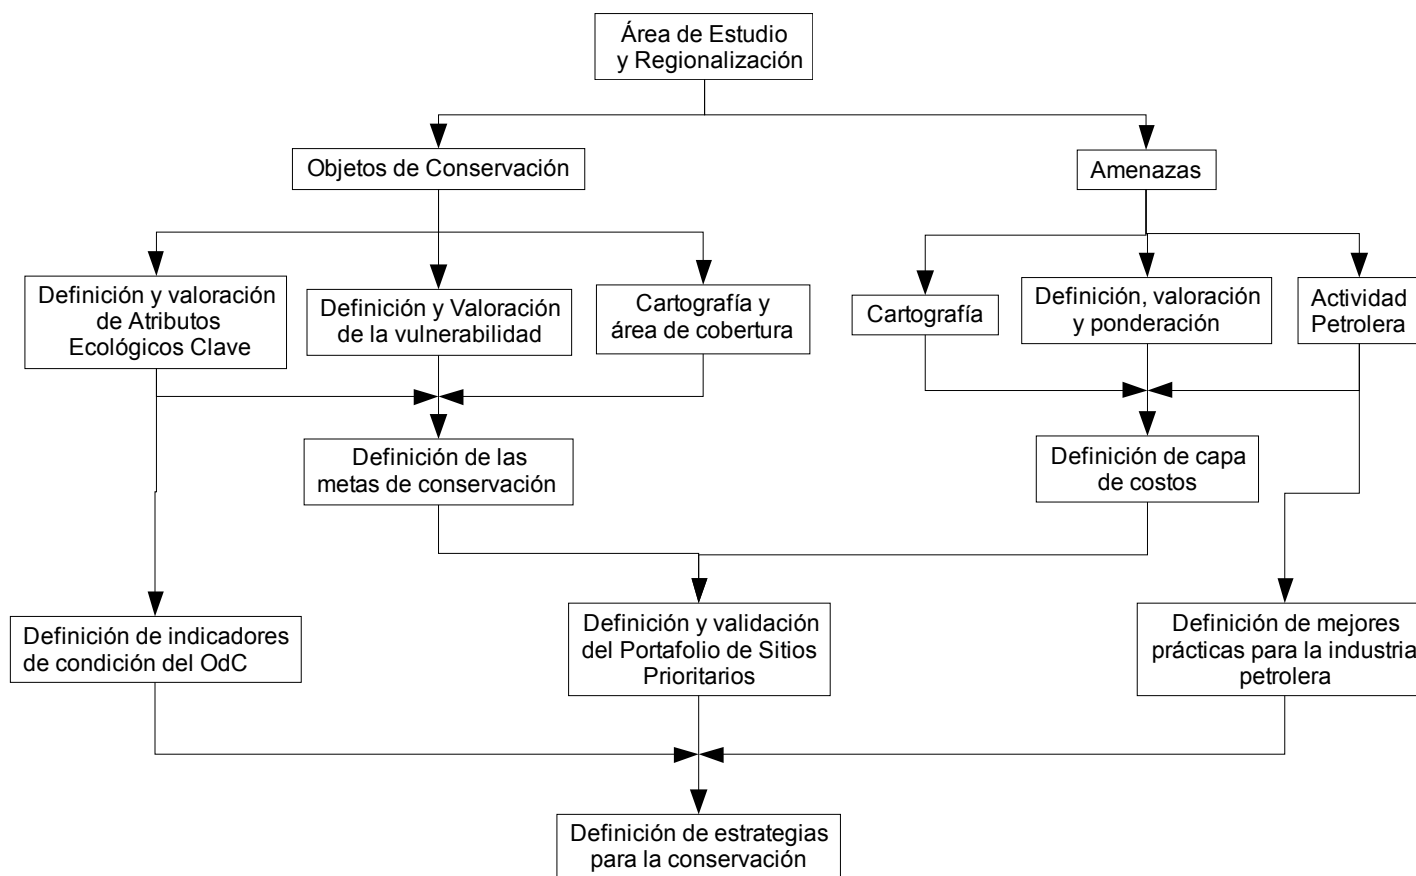 Área de Estudio
y Regionalización
Objetos de Conservación
Amenazas
Definición y valoración
de Atributos
Ecológicos Clave
Definición y Valoración
de la vulnerabilidad
Cartografía y
área de cobertura
Cartografía
Definición, valoración
y ponderación
Actividad
Petrolera
Definición de las
metas de conservación
Definición de capa
de costos
Definición de indicadores
de condición del OdC
Definición y validación
del Portafolio de Sitios
Prioritarios
Definición de mejores
prácticas para la industria
petrolera
Definición de estrategias
para la conservación